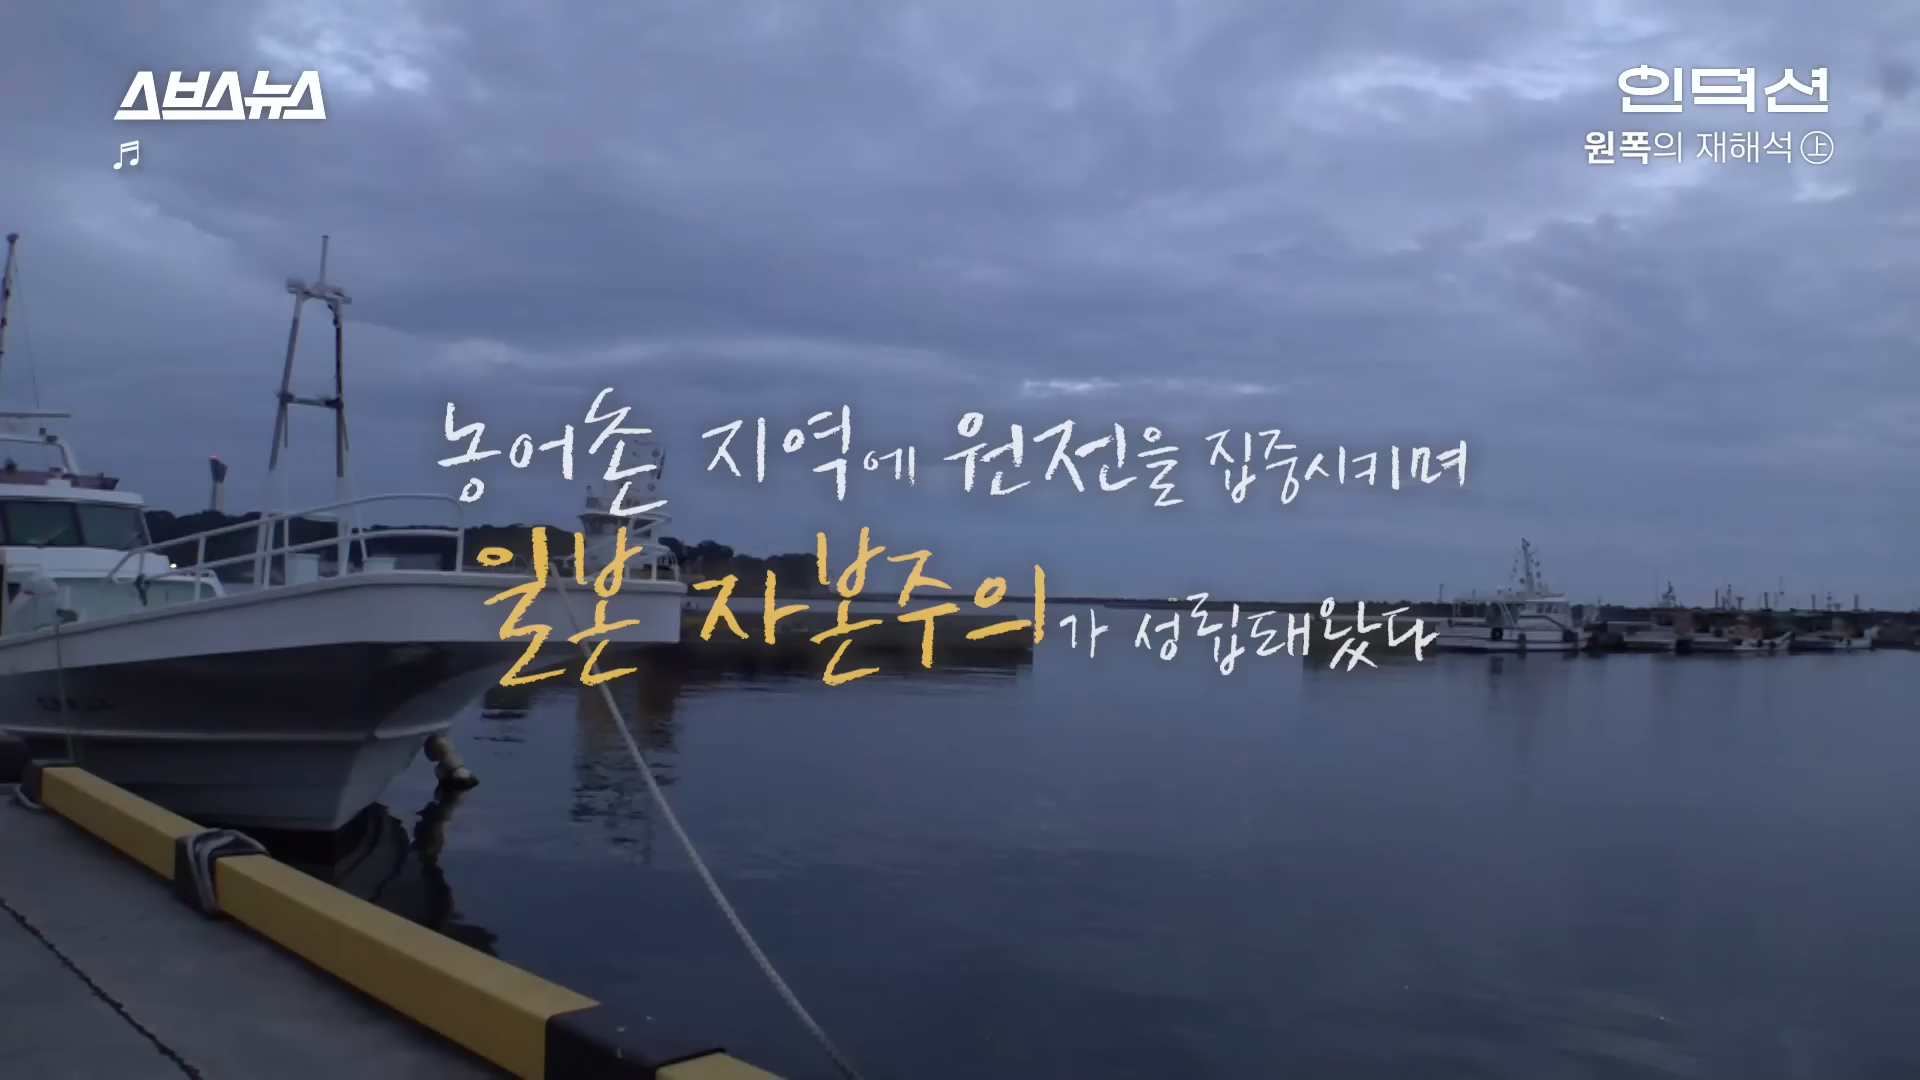 스브스뉴스
인덕션
원폭의 재해석 ㊤
농어촌 지역에 원전을 집중시키며
일본 자본주의가 성립돼왔다